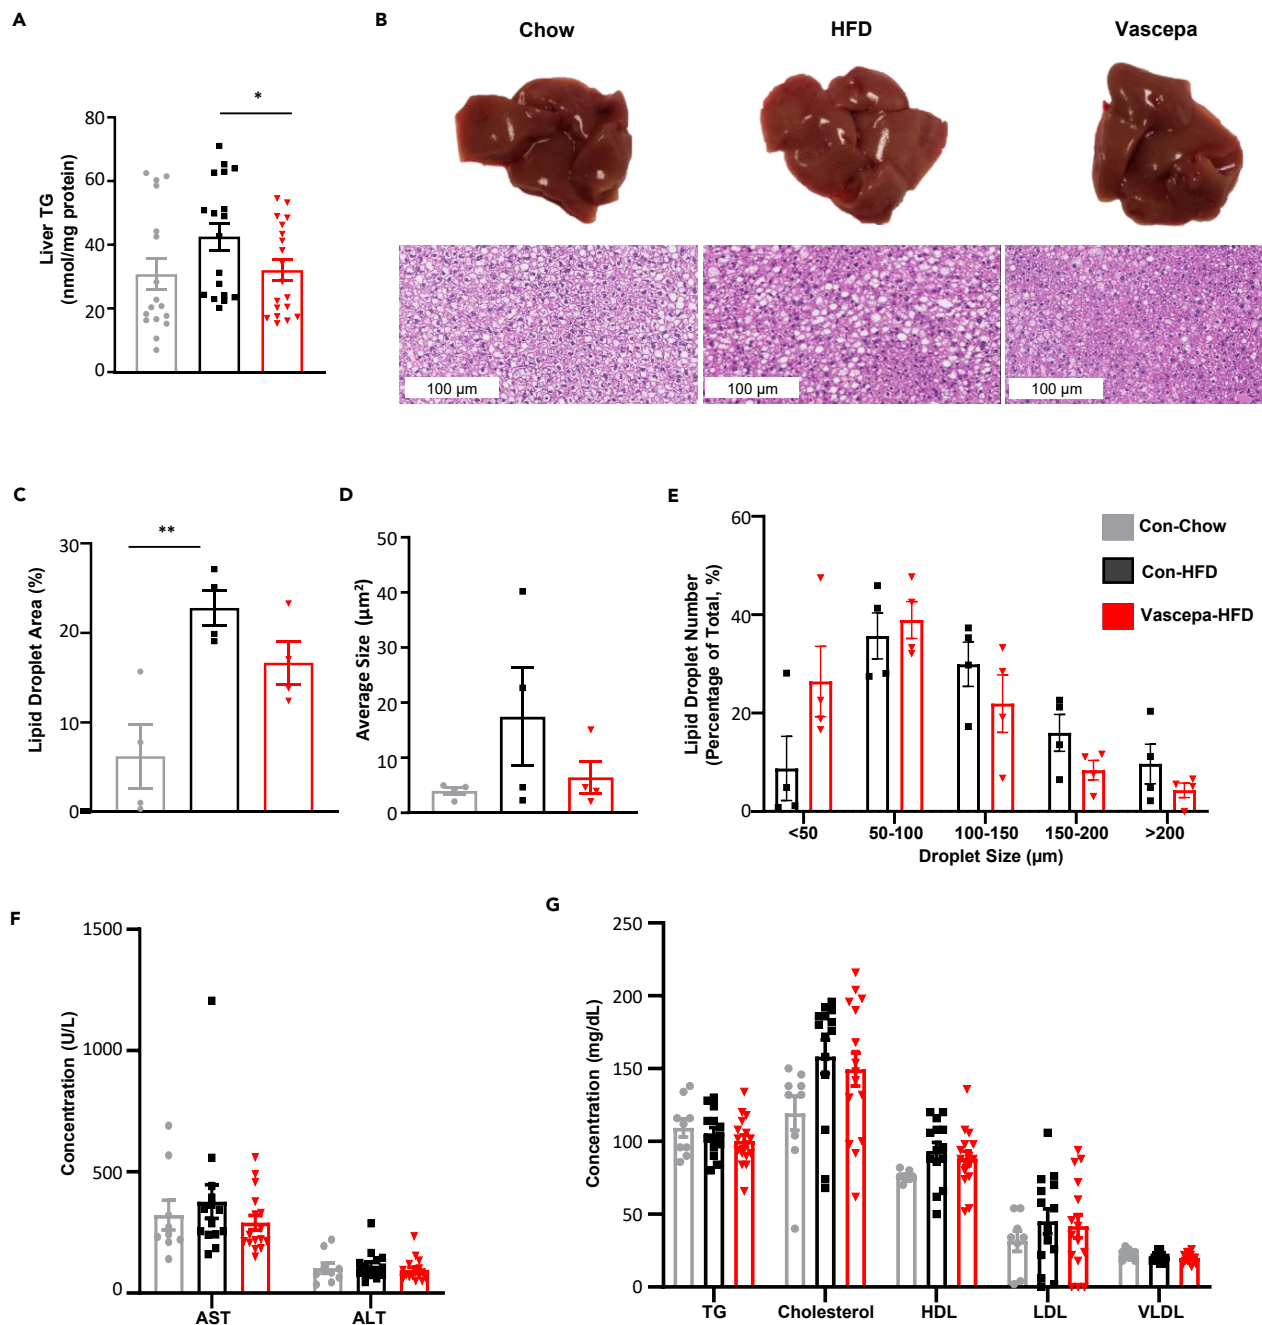 A
Liver TG
(nmol/mg protein)
80
60
40
20
0
*
B
Chow
HFD
Vascepa
100 µm
100 µm
100 µm
C
Lipid Droplet Area (%)
30
20
10
0
**
D
Average Size (µm²)
50
40
30
20
10
0
E
Lipid Droplet Number
(Percentage of Total, %)
60
40
20
0
<50
50-100
100-150
150-200
>200
Droplet Size (µm)
Con-Chow
Con-HFD
Vascepa-HFD
F
Concentration (U/L)
1500
1000
500
0
AST
ALT
G
Concentration (mg/dL)
250
200
150
100
50
0
TG
Cholesterol
HDL
LDL
VLDL